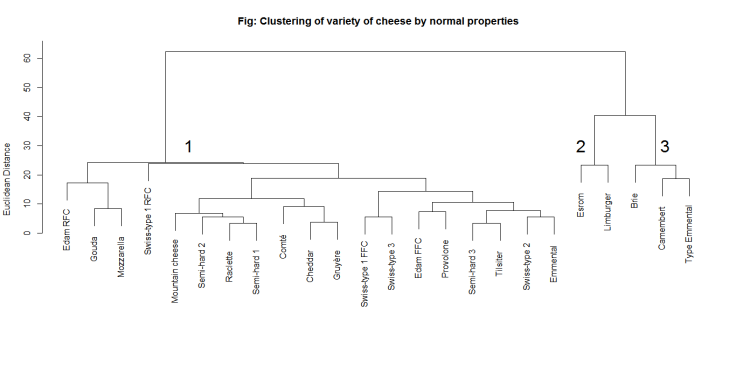 Fig: Clustering of variety of cheese by normal properties
Euclidean Distance
60
50
40
30
20
10
0
1
2
3
Edam RFC
Gouda
Mozzarella
Swiss-type 1 RFC
Mountain cheese
Semi-hard 2
Raclette
Semi-hard 1
Comté
Cheddar
Gruyère
Swiss-type 1 FFC
Swiss-type 3
Edam FFC
Provolone
Semi-hard 3
Tilsiter
Swiss-type 2
Emmental
Esrom
Limburger
Brie
Camembert
Type Emmental